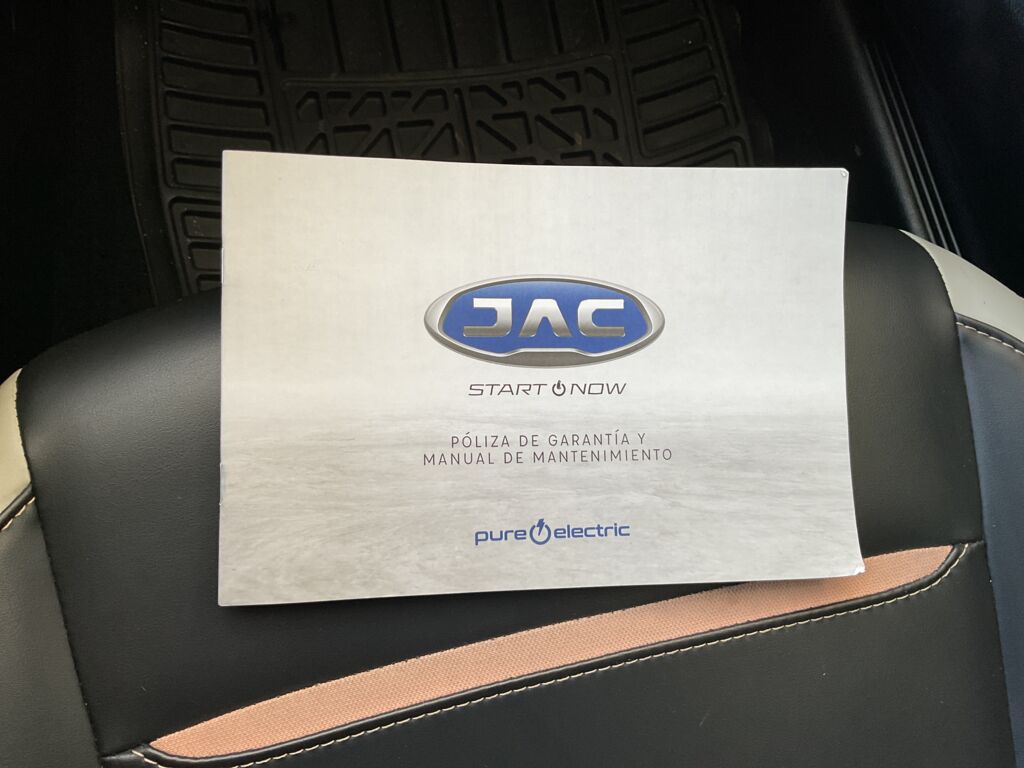 JAC
START NOW
PÓLIZA DE GARANTÍA Y
MANUAL DE MANTENIMIENTO
pure electric